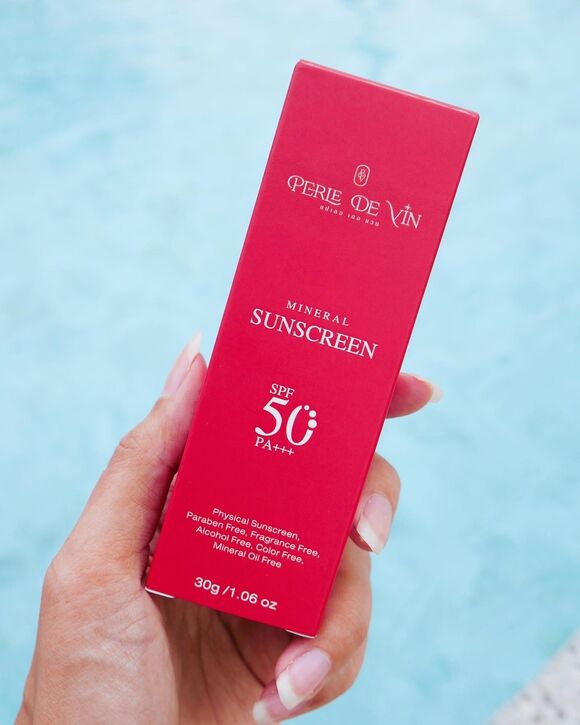 PERLE DE VIN
MINERAL
SUNSCREEN
SPF
50
PA+++
Physical Sunscreen,
Paraben Free, Fragrance Free,
Alcohol Free, Color Free,
Mineral Oil Free
30g /1.06 oz